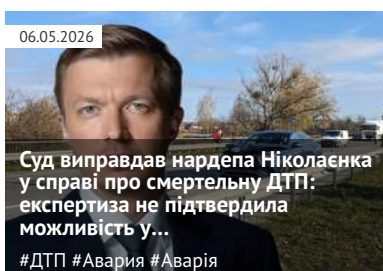 06.05.2026
Суд виправдав нардепа Ніколаєнка
у справі про смертельну ДТП:
експертиза не підтвердила
можливість у...
#ДТП #Авария #Аварія